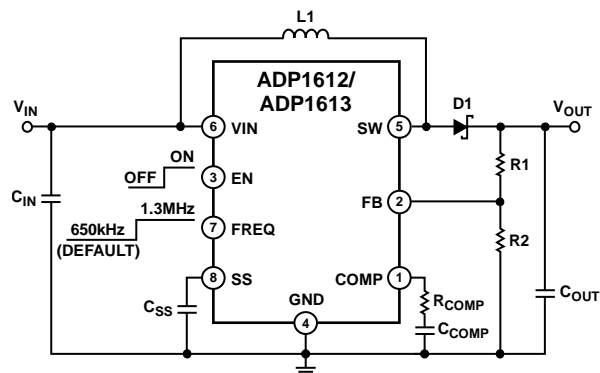 L1
ADP1612/
ADP1613
VIN
VOUT
D1
6 VIN
SW 5
ON
OFF
3 EN
R1
CIN
1.3MHz
FB 2
650kHz
(DEFAULT)
7 FREQ
R2
8 SS
COMP 1
CSS
GND
4
RCOMP
CCOMP
COUT